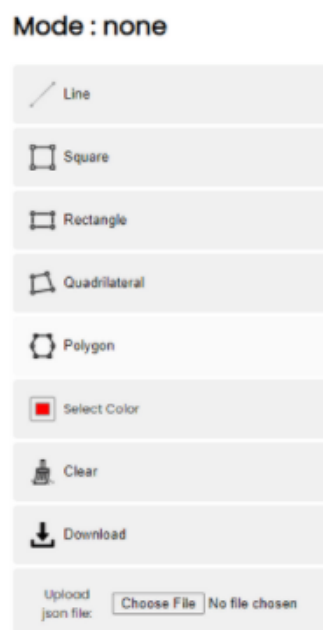 Mode : none
Line
Square
Rectangle
Quadrilateral
Polygon
Select Color
Clear
Download
Upload
json file:
Choose File No file chosen